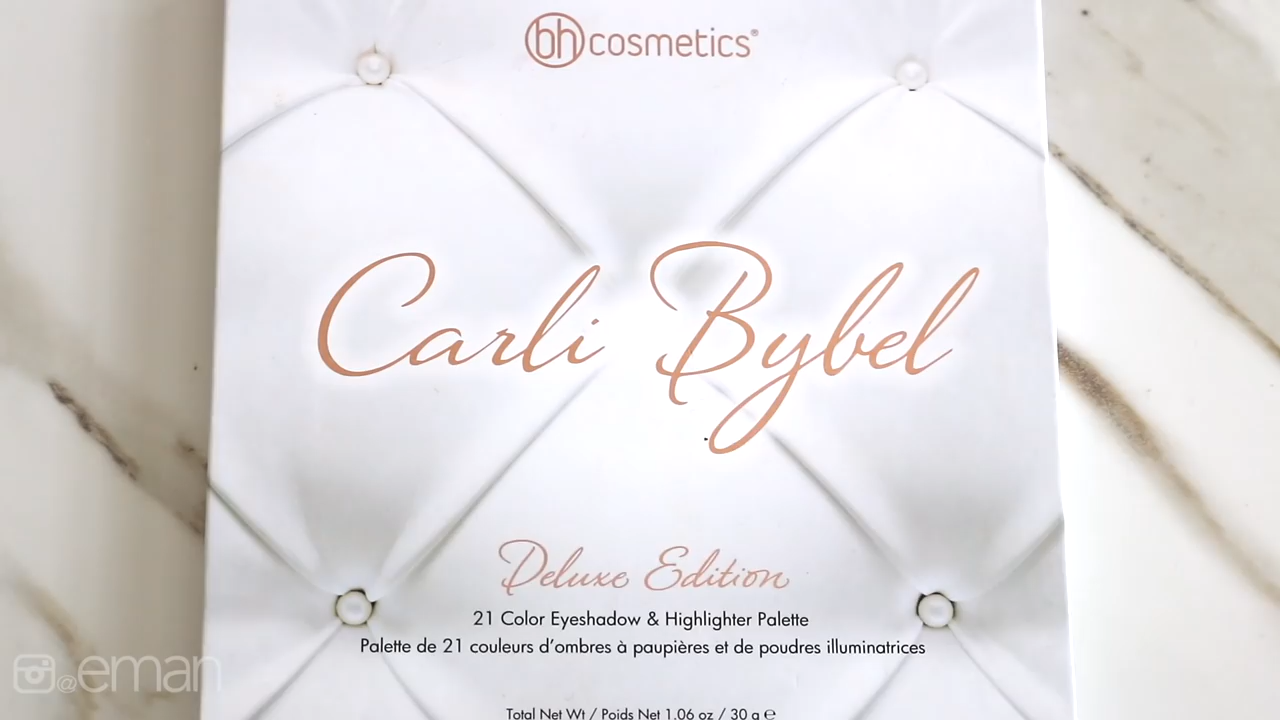 bh cosmetics®
Carli Bybel
Deluxe Edition
21 Color Eyeshadow & Highlighter Palette
Palette de 21 couleurs d’ombres à paupières et de poudres illuminatrices
Total Net Wt / Poids Net 1.06 oz / 30 g ℮
@eman